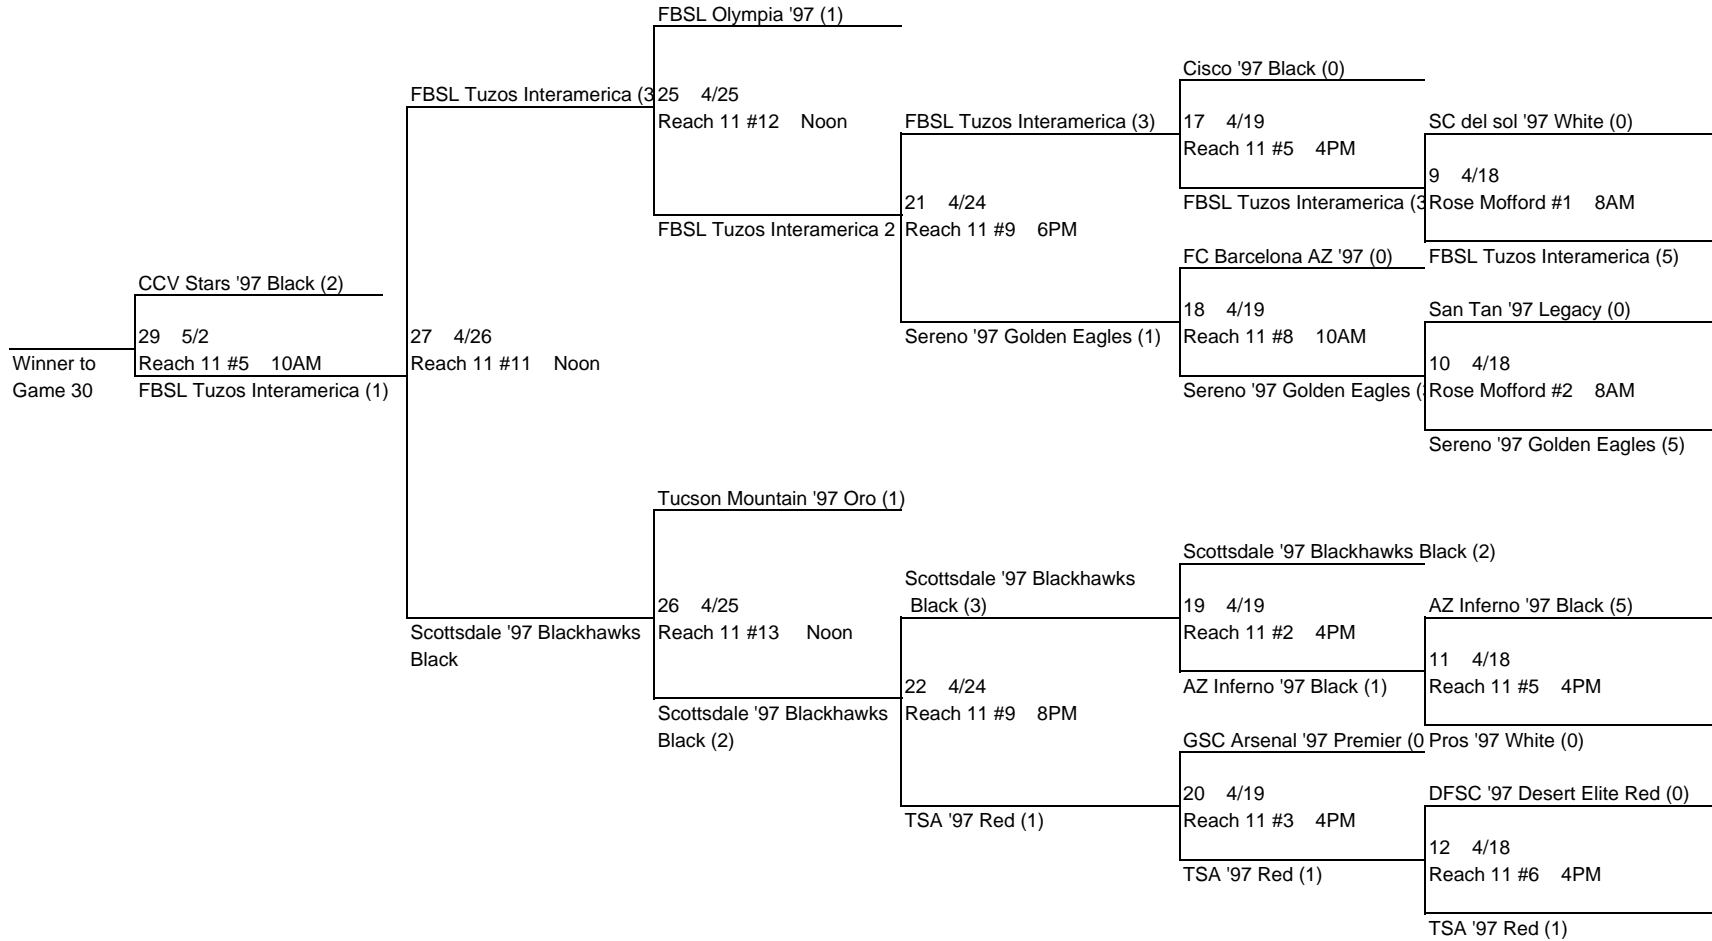 FBSL Olympia '97 (1)
Cisco '97 Black (0)
FBSL Tuzos Interamerica (3
25 4/25
Reach 11 #12 Noon
FBSL Tuzos Interamerica (3)
17 4/19
Reach 11 #5 4PM
SC del sol '97 White (0)
9 4/18
Rose Mofford #1 8AM
FBSL Tuzos Interamerica (3
21 4/24
Reach 11 #9 6PM
FBSL Tuzos Interamerica 2
FC Barcelona AZ '97 (0)
FBSL Tuzos Interamerica (5)
CCV Stars '97 Black (2)
18 4/19
Reach 11 #8 10AM
San Tan '97 Legacy (0)
29 5/2
Reach 11 #5 10AM
27 4/26
Reach 11 #11 Noon
Sereno '97 Golden Eagles (1)
Winner to
Game 30
FBSL Tuzos Interamerica (1)
10 4/18
Rose Mofford #2 8AM
Sereno '97 Golden Eagles (
Sereno '97 Golden Eagles (5)
Tucson Mountain '97 Oro (1)
Scottsdale '97 Blackhawks Black (2)
Scottsdale '97 Blackhawks
Black (3)
26 4/25
Reach 11 #13 Noon
19 4/19
Reach 11 #2 4PM
AZ Inferno '97 Black (5)
Scottsdale '97 Blackhawks
Black
11 4/18
Reach 11 #5 4PM
AZ Inferno '97 Black (1)
22 4/24
Reach 11 #9 8PM
Scottsdale '97 Blackhawks
Black (2)
GSC Arsenal '97 Premier (0
Pros '97 White (0)
20 4/19
Reach 11 #3 4PM
DFSC '97 Desert Elite Red (0)
TSA '97 Red (1)
12 4/18
Reach 11 #6 4PM
TSA '97 Red (1)
TSA '97 Red (1)